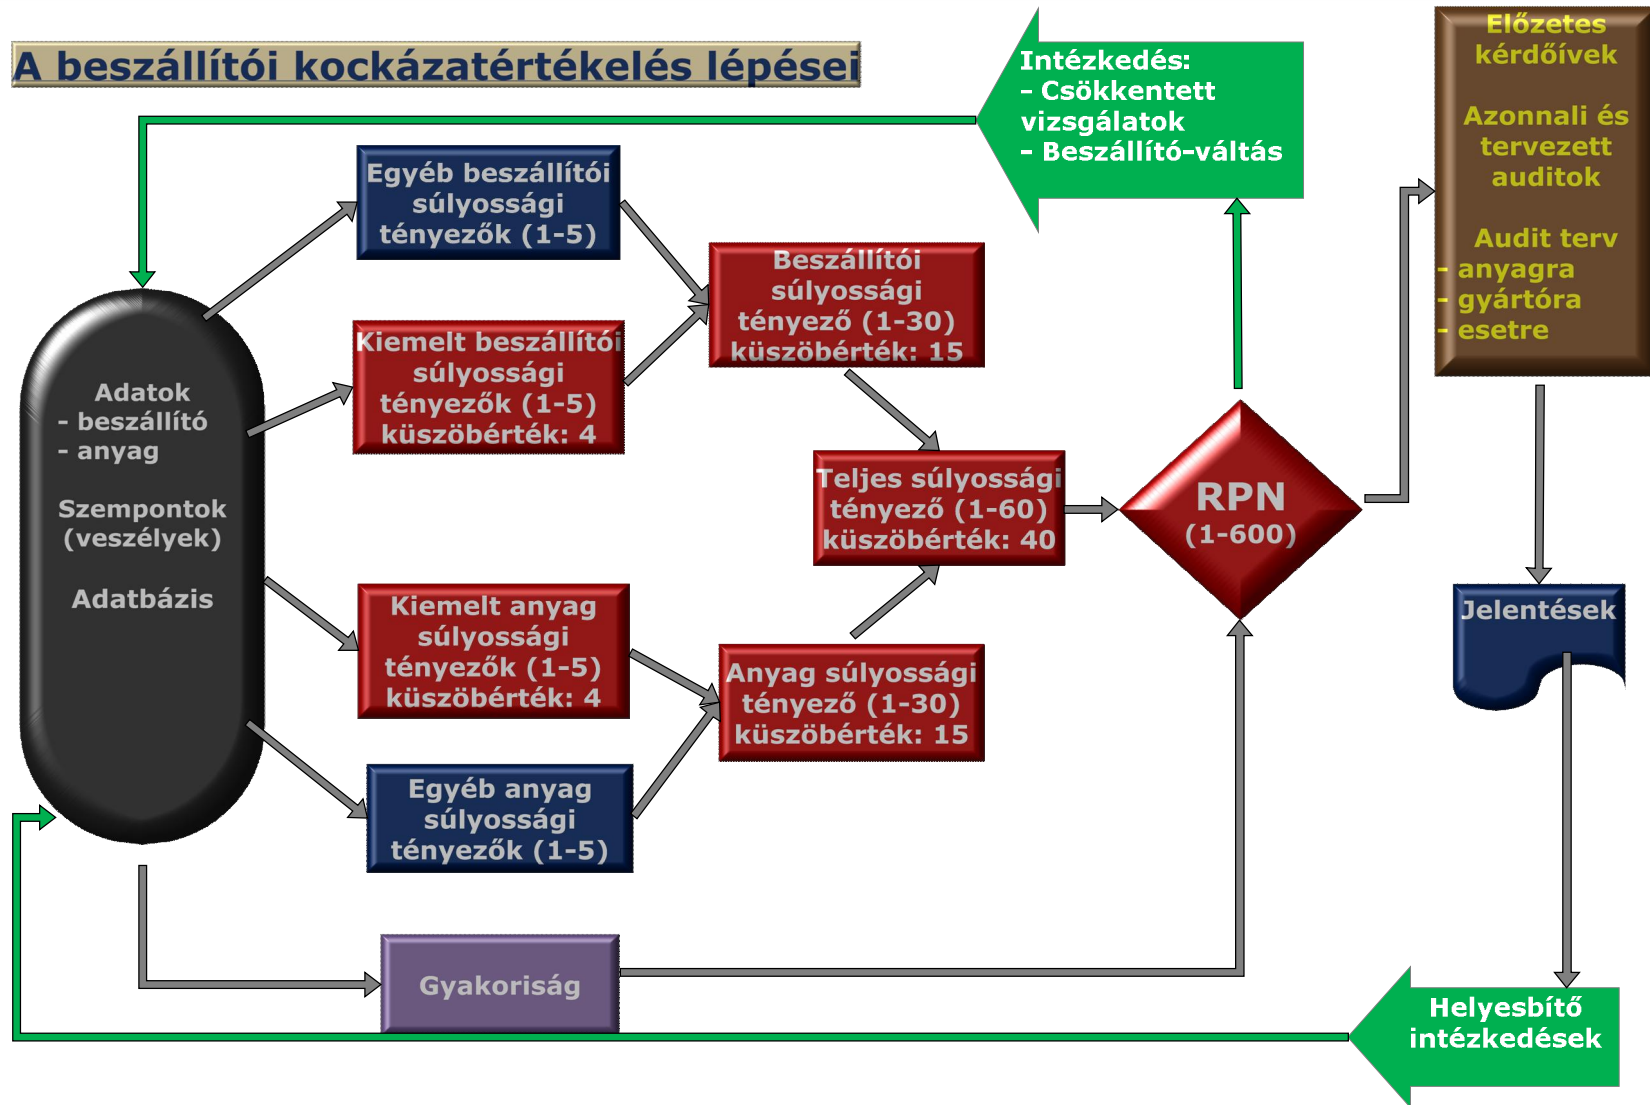 A beszállítói kockázatértékelés lépései
Intézkedés:
- Csökkentett
vizsgálatok
- Beszállító-váltás
Előzetes
kérdőívek
Azonnali és
tervezett
auditok
Audit terv
- anyagra
- gyártóra
- esetre
Egyéb beszállítói
súlyossági
tényezők (1-5)
Kiemelt beszállítói
súlyossági
tényezők (1-5)
küszöbérték: 4
Beszállítói
súlyossági
tényező (1-30)
küszöbérték: 15
Adatok
- beszállító
- anyag
Szempontok
(veszélyek)
Adatbázis
Teljes súlyossági
tényező (1-60)
küszöbérték: 40
RPN
(1-600)
Kiemelt anyag
súlyossági
tényezők (1-5)
küszöbérték: 4
Anyag súlyossági
tényező (1-30)
küszöbérték: 15
Egyéb anyag
súlyossági
tényezők (1-5)
Jelentések
Gyakoriság
Helyesbítő
intézkedések